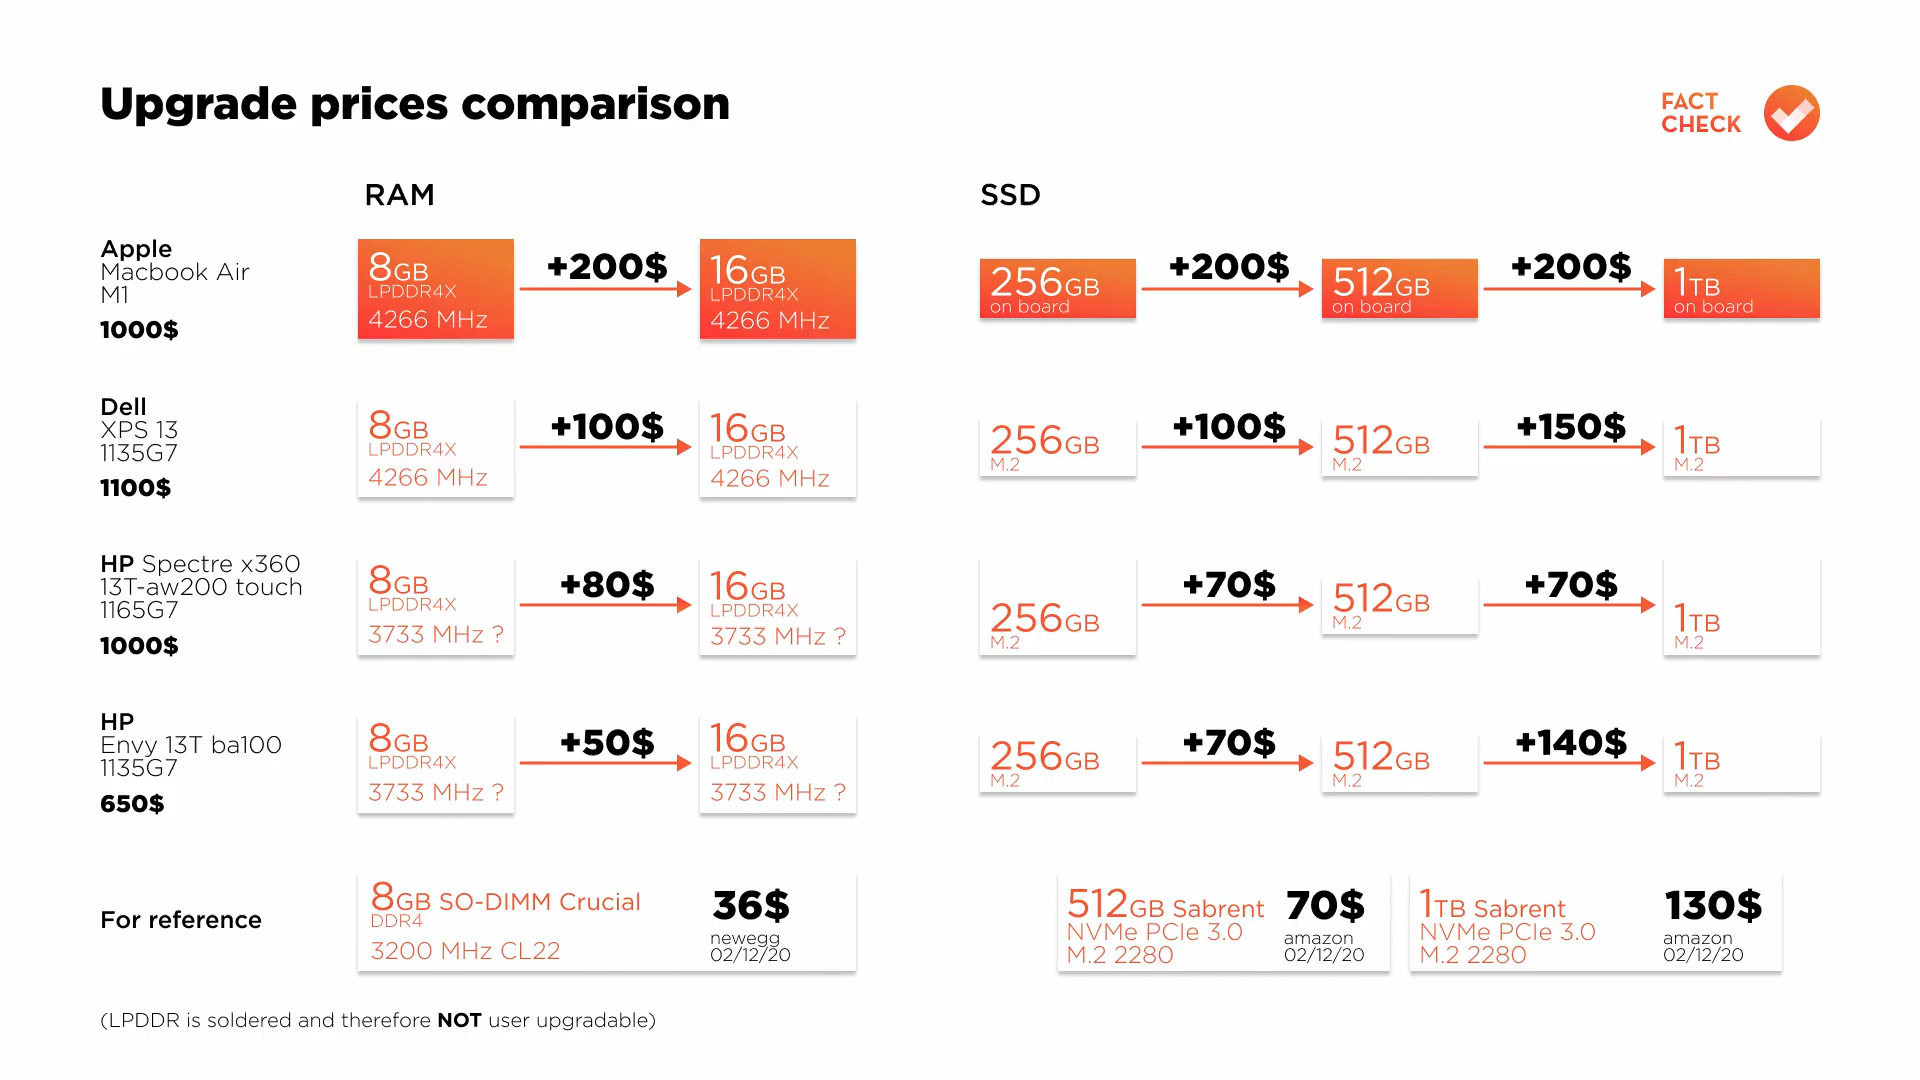 Upgrade prices comparison
FACT
CHECK
RAM
SSD
Apple
Macbook Air
M1
1000$
8GB
LPDDR4X
4266 MHz
+200$
16GB
LPDDR4X
4266 MHz
256GB
on board
+200$
512GB
on board
+200$
1TB
on board
Dell
XPS 13
1135G7
1100$
8GB
LPDDR4X
4266 MHz
+100$
16GB
LPDDR4X
4266 MHz
256GB
M.2
+100$
512GB
M.2
+150$
1TB
M.2
HP Spectre x360
13T-aw200 touch
1165G7
1000$
8GB
LPDDR4X
3733 MHz ?
+80$
16GB
LPDDR4X
3733 MHz ?
256GB
M.2
+70$
512GB
M.2
+70$
1TB
M.2
HP
Envy 13T ba100
1135G7
650$
8GB
LPDDR4X
3733 MHz ?
+50$
16GB
LPDDR4X
3733 MHz ?
256GB
M.2
+70$
512GB
M.2
+140$
1TB
M.2
For reference
8GB SO-DIMM Crucial
DDR4
3200 MHz CL22
36$
newegg
02/12/20
512GB Sabrent
NVMe PCIe 3.0
M.2 2280
70$
amazon
02/12/20
1TB Sabrent
NVMe PCIe 3.0
M.2 2280
130$
amazon
02/12/20
(LPDDR is soldered and therefore NOT user upgradable)